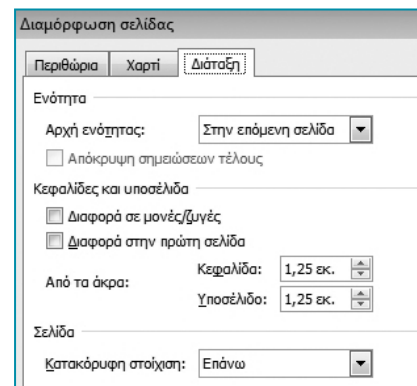 Διαμόρφωση σελίδας
Περιθώρια Χαρτί Διάταξη
Ενότητα
Αρχή ενότητας: Στην επόμενη σελίδα
Απόκρυψη σημειώσεων τέλους
Κεφαλίδες και υποσέλιδα
Διαφορά σε μονές/ζυγές
Διαφορά στην πρώτη σελίδα
Κεφαλίδα: 1,25 εκ.
Από τα άκρα:
Υποσέλιδο: 1,25 εκ.
Σελίδα
Κατακόρυφη στοίχιση: Επάνω